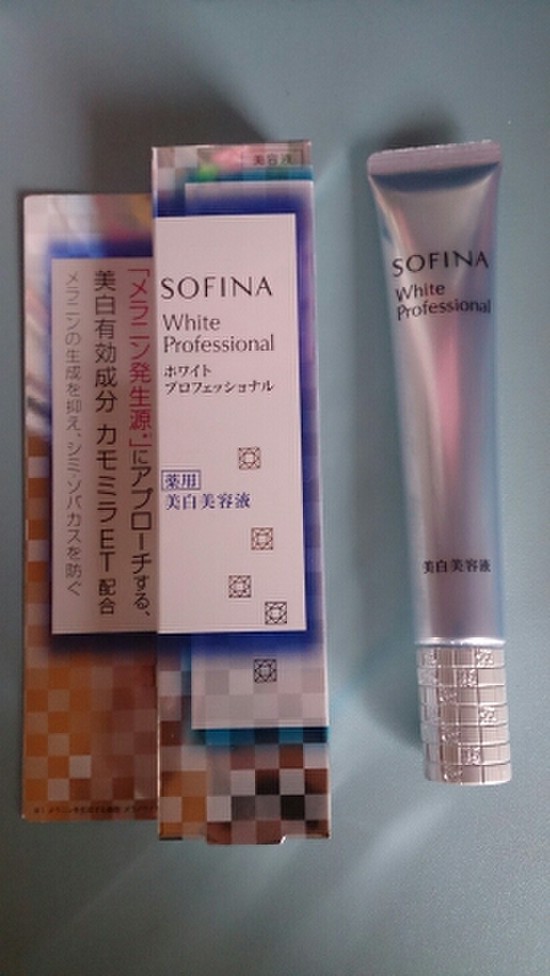 美容液
SOFINA
White
Professional
ホワイト
プロフェッショナル
薬用
美白美容液
「メラニン発生源*1」にアプローチする、
美白有効成分 カモミラET 配合
メラニンの生成を抑え、シミ・ソバカスを防ぐ
SOFINA
White
Professional
美白美容液